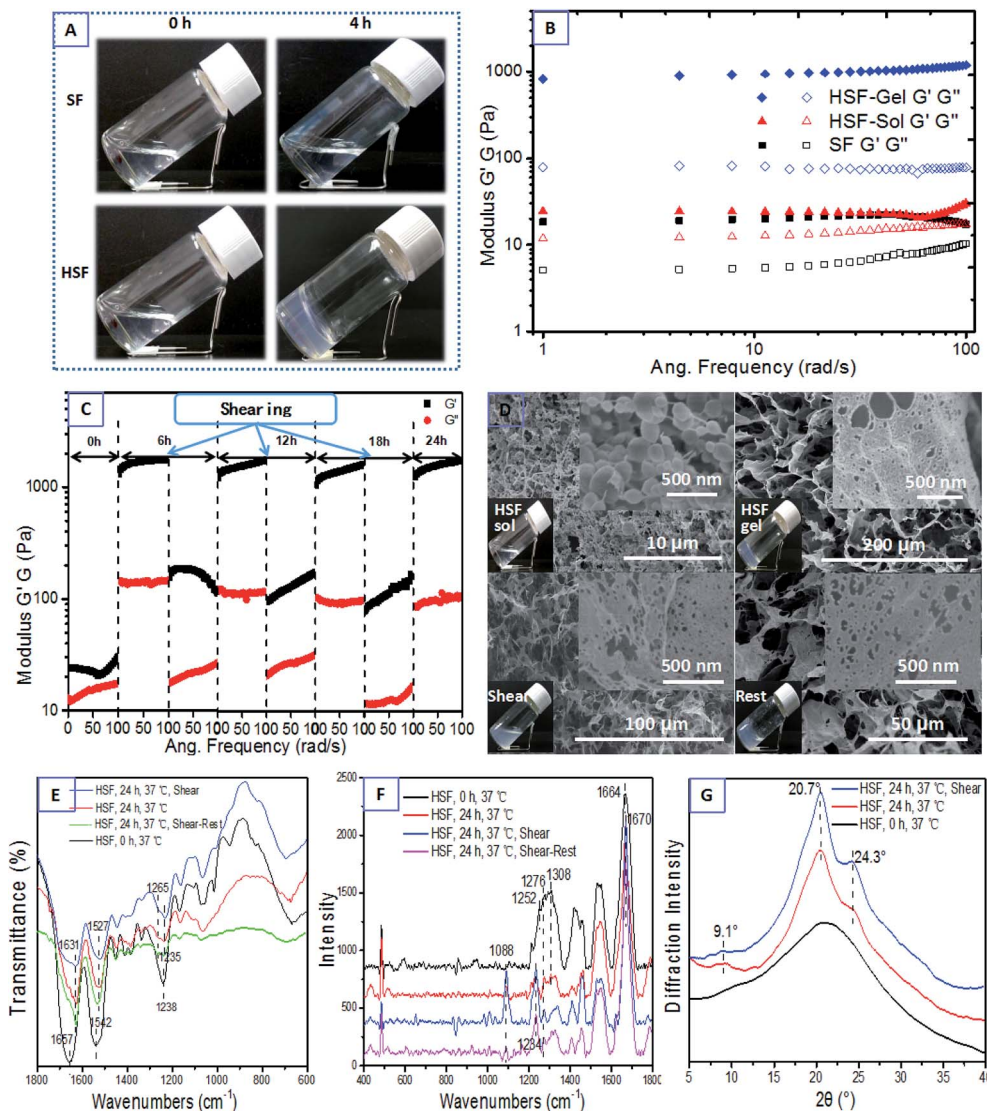 A
0 h
4 h
SF
HSF
B
1000
100
10
1
Modulus G' G (Pa)
HSF-Gel G' G"
HSF-Sol G' G"
SF G' G"
1
10
100
Ang. Frequency (rad/s)
C
Shearing
G'
G"
0h
6h
12h
18h
24h
1000
100
10
Modulus G' G (Pa)
0 50 100 50 100 50 100 50 100 50 100 50 100 50 100
Ang. Frequency (rad/s)
D
500 nm
HSF
sol
10 μm
500 nm
HSF
gel
200 μm
500 nm
Shear
100 μm
500 nm
Rest
50 μm
E
HSF, 24 h, 37 ℃, Shear
HSF, 24 h, 37 ℃
HSF, 24 h, 37 ℃, Shear-Rest
HSF, 0 h, 37 ℃
Transmittance (%)
1265
1631
1527
1235
1238
1657
1542
1800 1600 1400 1200 1000 800 600
Wavenumbers (cm⁻¹)
F
HSF, 0 h, 37 ℃
HSF, 24 h, 37 ℃
HSF, 24 h, 37 ℃, Shear
HSF, 24 h, 37 ℃, Shear-Rest
1664
1670
1276
1308
1252
1088
1234
2500
2000
1500
1000
500
0
Intensity
400 600 800 1000 1200 1400 1600 1800
Wavenumbers (cm⁻¹)
G
HSF, 24 h, 37 ℃, Shear
HSF, 24 h, 37 ℃
HSF, 0 h, 37 ℃
20.7°
24.3°
9.1°
Diffraction Intensity
5 10 15 20 25 30 35 40
2θ (°)